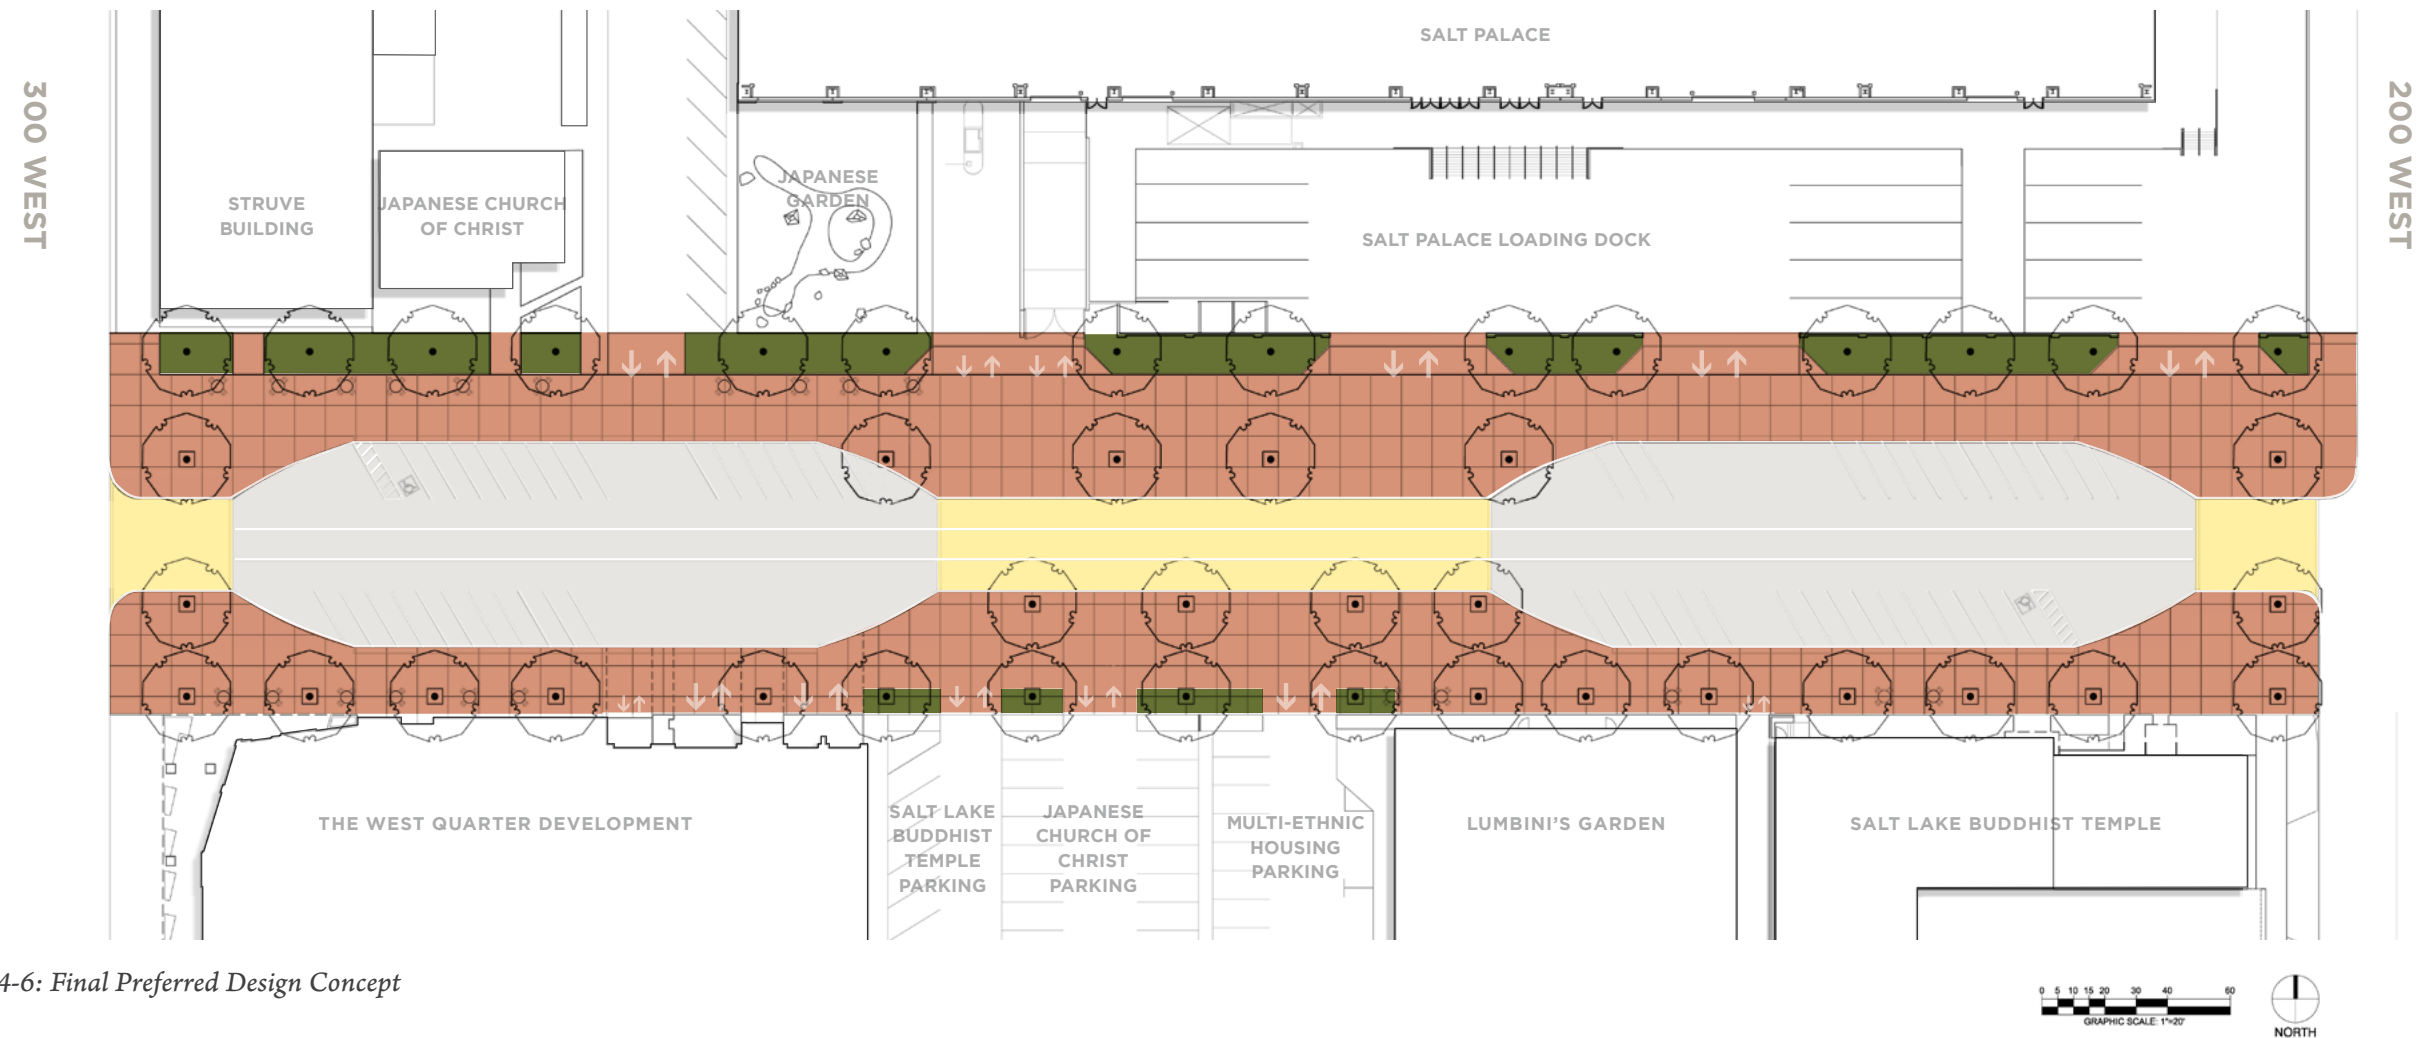 SALT PALACE
300 WEST
200 WEST
JAPANESE
GARDEN
STRUVE
BUILDING
JAPANESE CHURCH
OF CHRIST
SALT PALACE LOADING DOCK
THE WEST QUARTER DEVELOPMENT
SALT LAKE
BUDDHIST
TEMPLE
PARKING
JAPANESE
CHURCH OF
CHRIST
PARKING
MULTI-ETHNIC
HOUSING
PARKING
LUMBINI'S GARDEN
SALT LAKE BUDDHIST TEMPLE
4-6: Final Preferred Design Concept
0 5 10 15 20 30 40 60
GRAPHIC SCALE: 1"=20'
NORTH